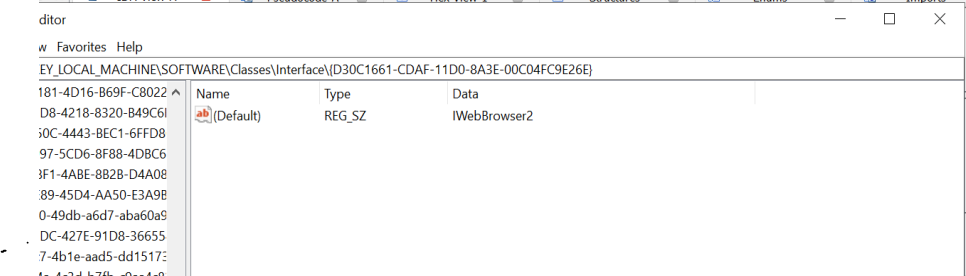 ditor
w Favorites Help
EY_LOCAL_MACHINE\SOFTWARE\Classes\Interface\{D30C1661-CDAF-11D0-8A3E-00C04FC9E26E}
Name Type Data
(Default) REG_SZ IWebBrowser2
181-4D16-B69F-C8022
D8-4218-8320-B49C6
50C-4443-BEC1-6FFD8
97-5CD6-8F88-4DBC6
3F1-4ABE-8B2B-D4A08
E89-45D4-AA50-E3A9B
0-49db-a6d7-aba60a9
DC-427E-91D8-36655
7-4b1e-aad5-dd15173